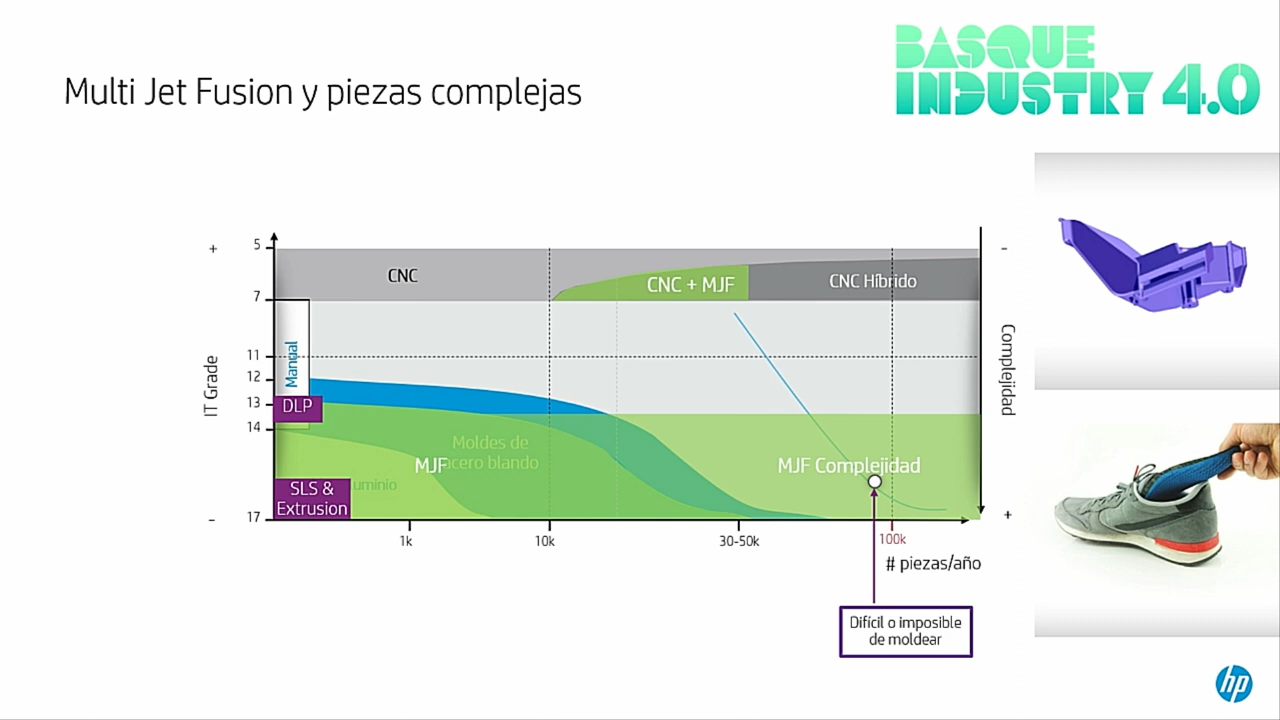 BASQUE
INDUSTRY 4.0
Multi Jet Fusion y piezas complejas
+
-
5
CNC
CNC + MJF
CNC Híbrido
7
Manual
11
12
13
DLP
14
IT Grade
Complejidad
Moldes de
acero blando
MJF
MJF Complejidad
SLS &
Extrusion
-
17
+
1k
10k
30-50k
100k
# piezas/año
Difícil o imposible
de moldear
hp